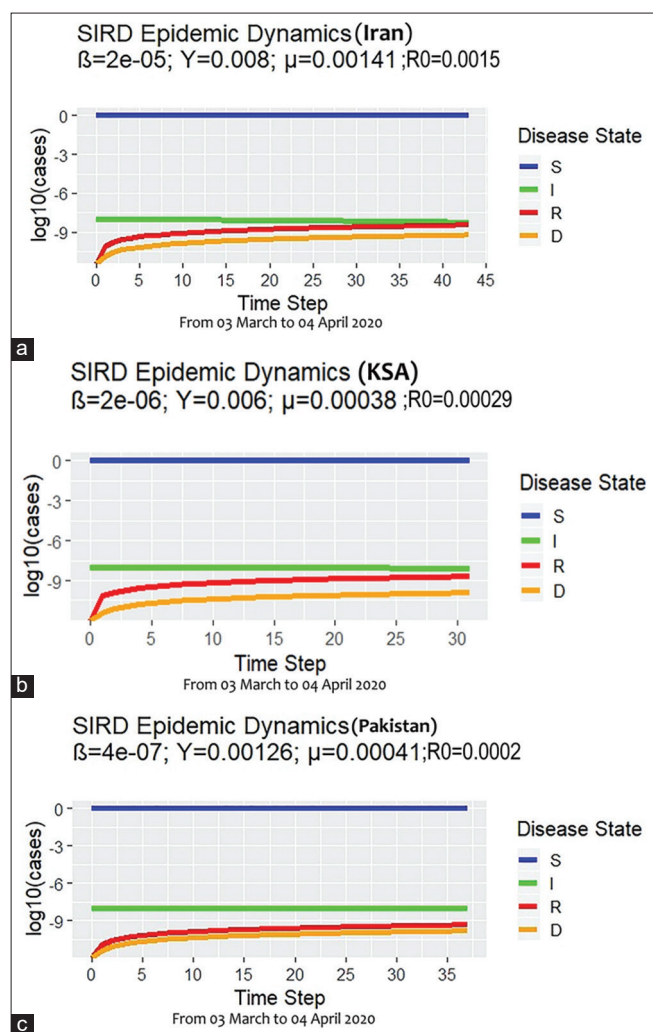 SIRD Epidemic Dynamics(Iran)
ß=2e-05; Y=0.008; µ=0.00141 ;R0=0.0015
0
-3
-6
-9
log10(cases)
0 5 10 15 20 25 30 35 40 45
Time Step
From 03 March to 04 April 2020
Disease State
S
I
R
D
a
SIRD Epidemic Dynamics (KSA)
ß=2e-06; Y=0.006; µ=0.00038 ;R0=0.00029
0
-3
-6
-9
log10(cases)
0 5 10 15 20 25 30
Time Step
From 03 March to 04 April 2020
Disease State
S
I
R
D
b
SIRD Epidemic Dynamics(Pakistan)
ß=4e-07; Y=0.00126; µ=0.00041;R0=0.0002
0
-3
-6
-9
log10(cases)
0 5 10 15 20 25 30 35
Time Step
From 03 March to 04 April 2020
Disease State
S
I
R
D
c